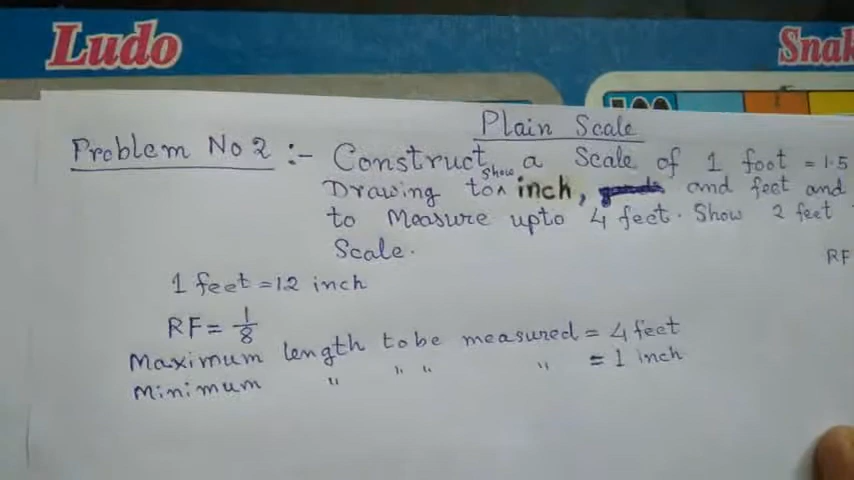 Ludo
Snak
100
Plain Scale
Problem No 2 :- Construct a Scale of 1 foot = 1.5
Drawing to show inch, and feet and
to Measure upto 4 feet. Show 2 feet
Scale.
RF
1 feet = 12 inch
RF = 1/8
Maximum length tobe measured = 4 feet
Minimum " " " " = 1 inch